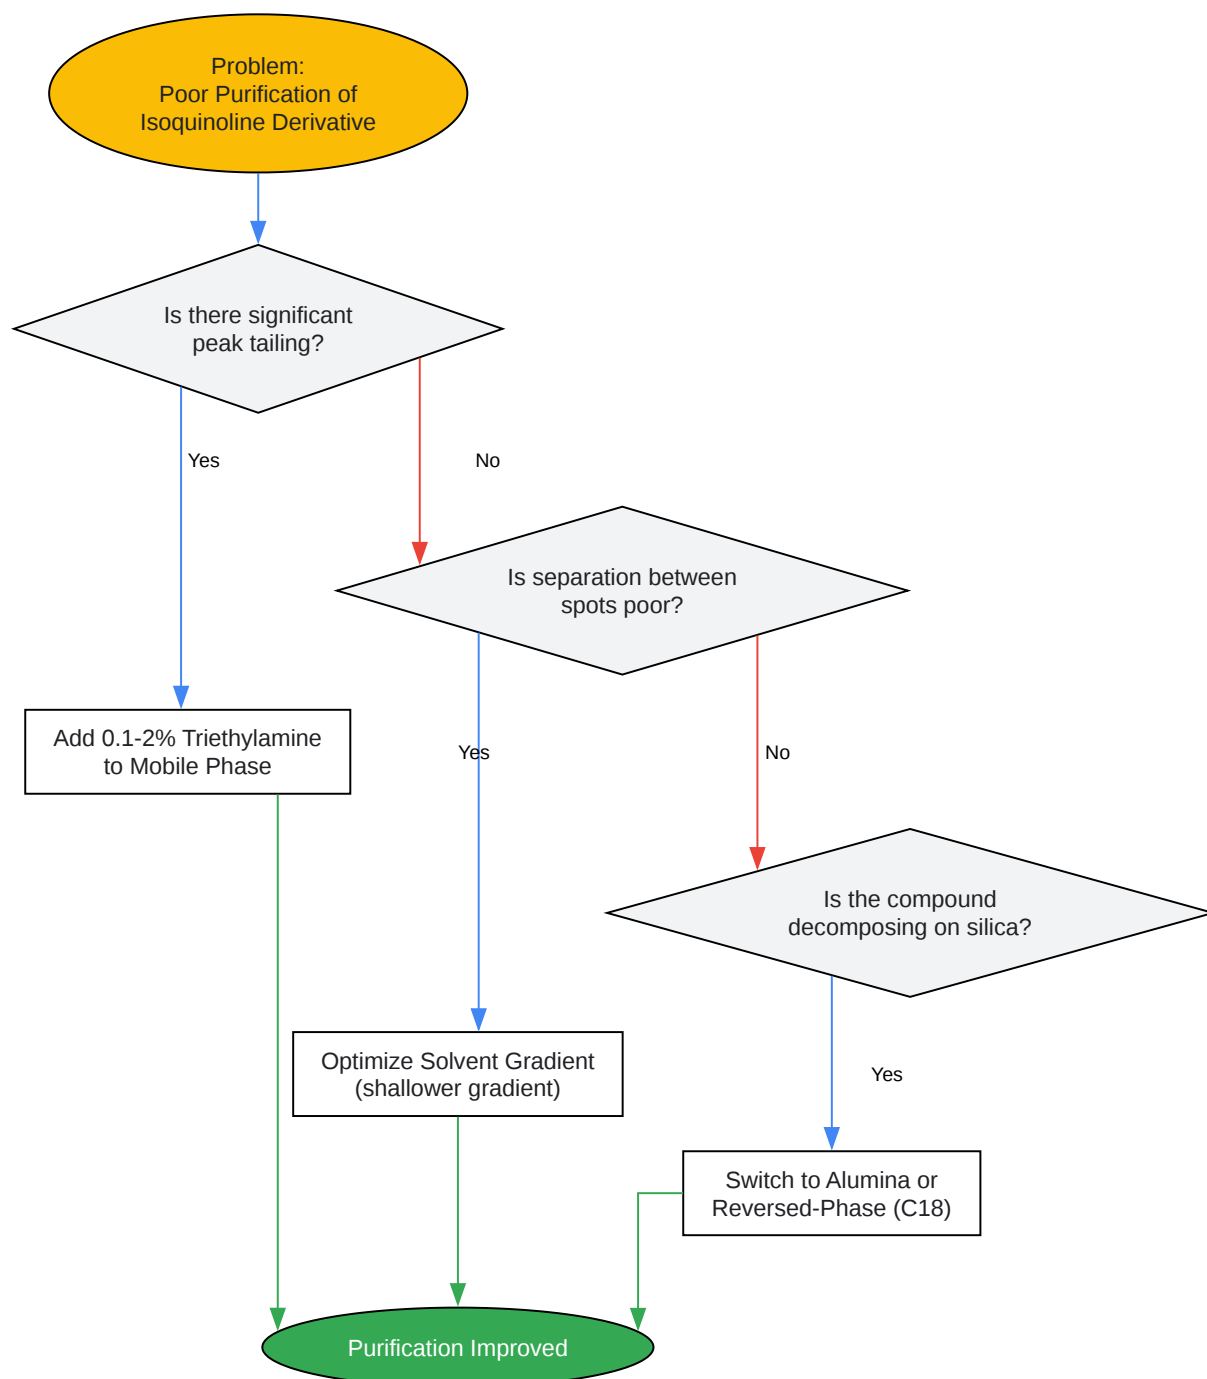 Problem:
Poor Purification of
Isoquinoline Derivative
Is there significant
peak tailing?
Yes
No
Is separation between
spots poor?
Add 0.1-2% Triethylamine
to Mobile Phase
Yes
No
Is the compound
decomposing on silica?
Optimize Solvent Gradient
(shallower gradient)
Yes
Switch to Alumina or
Reversed-Phase (C18)
Purification Improved